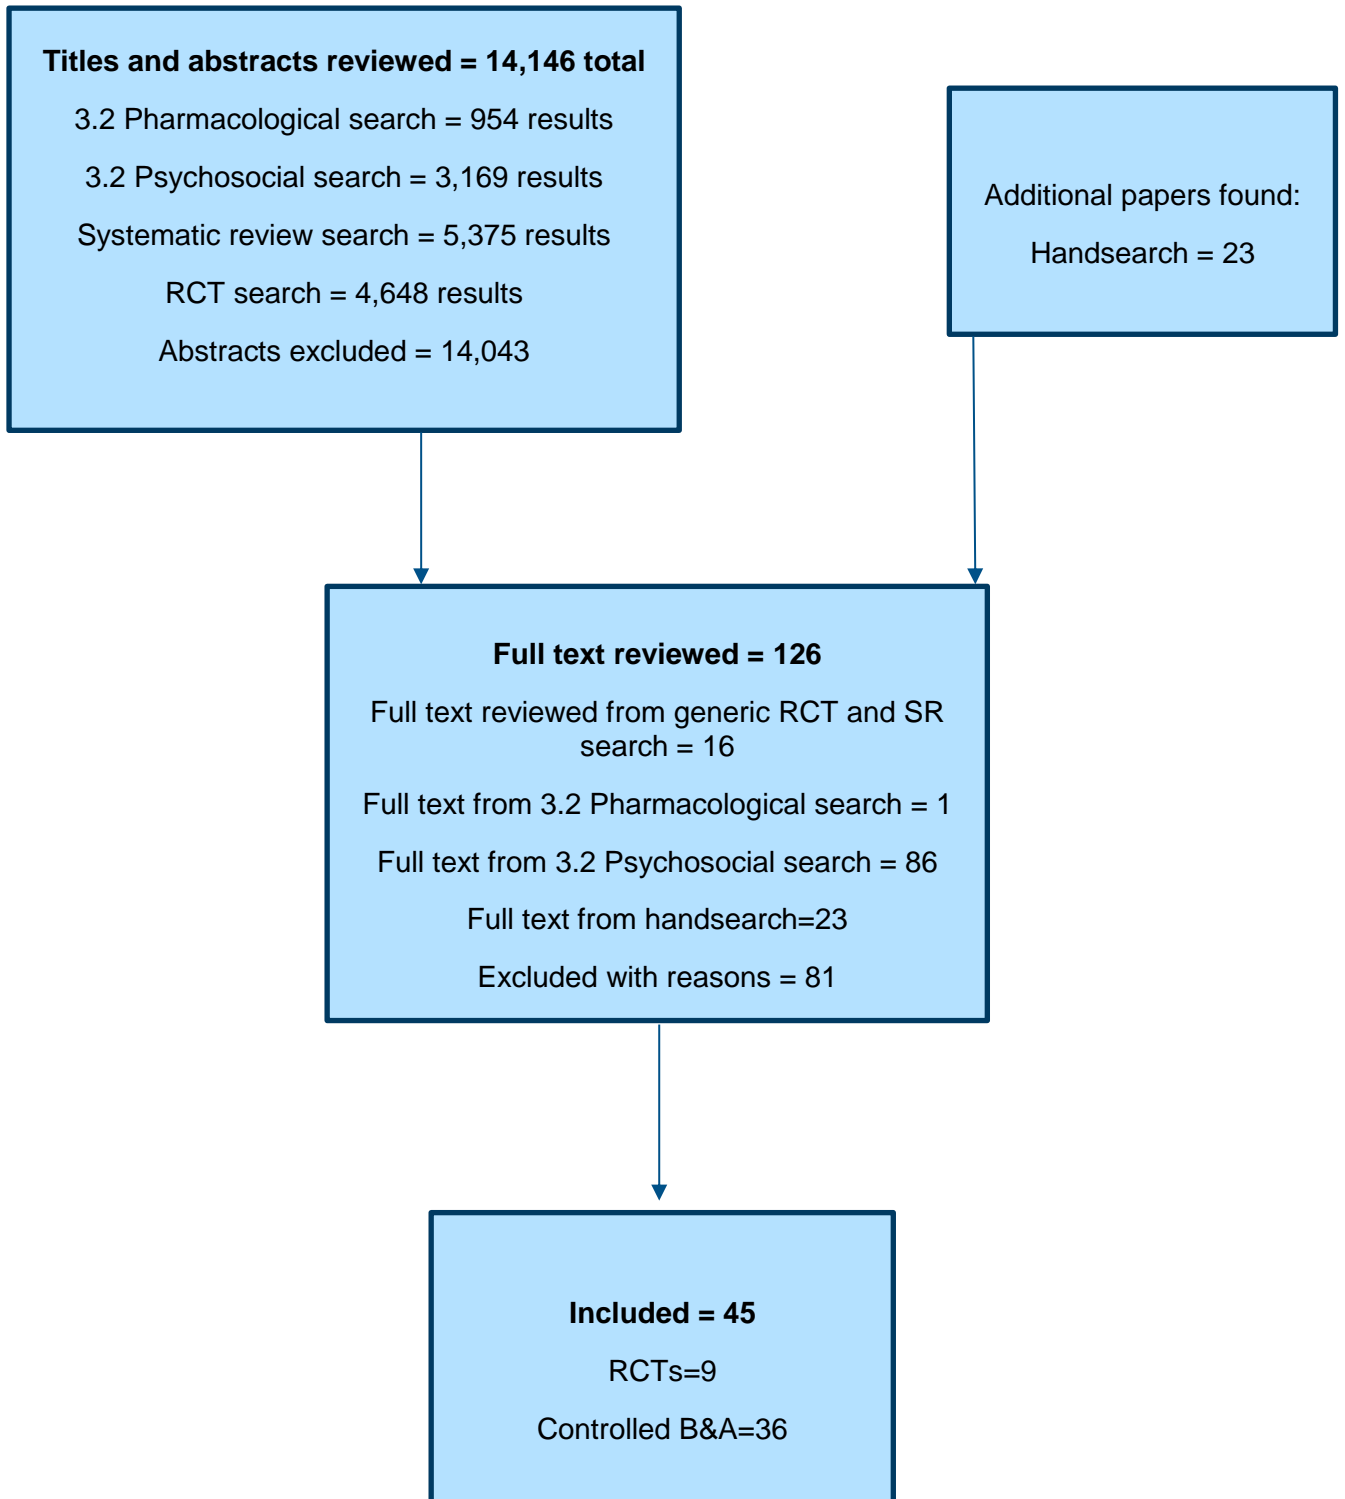 Titles and abstracts reviewed = 14,146 total
3.2 Pharmacological search = 954 results
3.2 Psychosocial search = 3,169 results
Systematic review search = 5,375 results
RCT search = 4,648 results
Abstracts excluded = 14,043
Additional papers found:
Handsearch = 23
Full text reviewed = 126
Full text reviewed from generic RCT and SR
search = 16
Full text from 3.2 Pharmacological search = 1
Full text from 3.2 Psychosocial search = 86
Full text from handsearch=23
Excluded with reasons = 81
Included = 45
RCTs=9
Controlled B&A=36